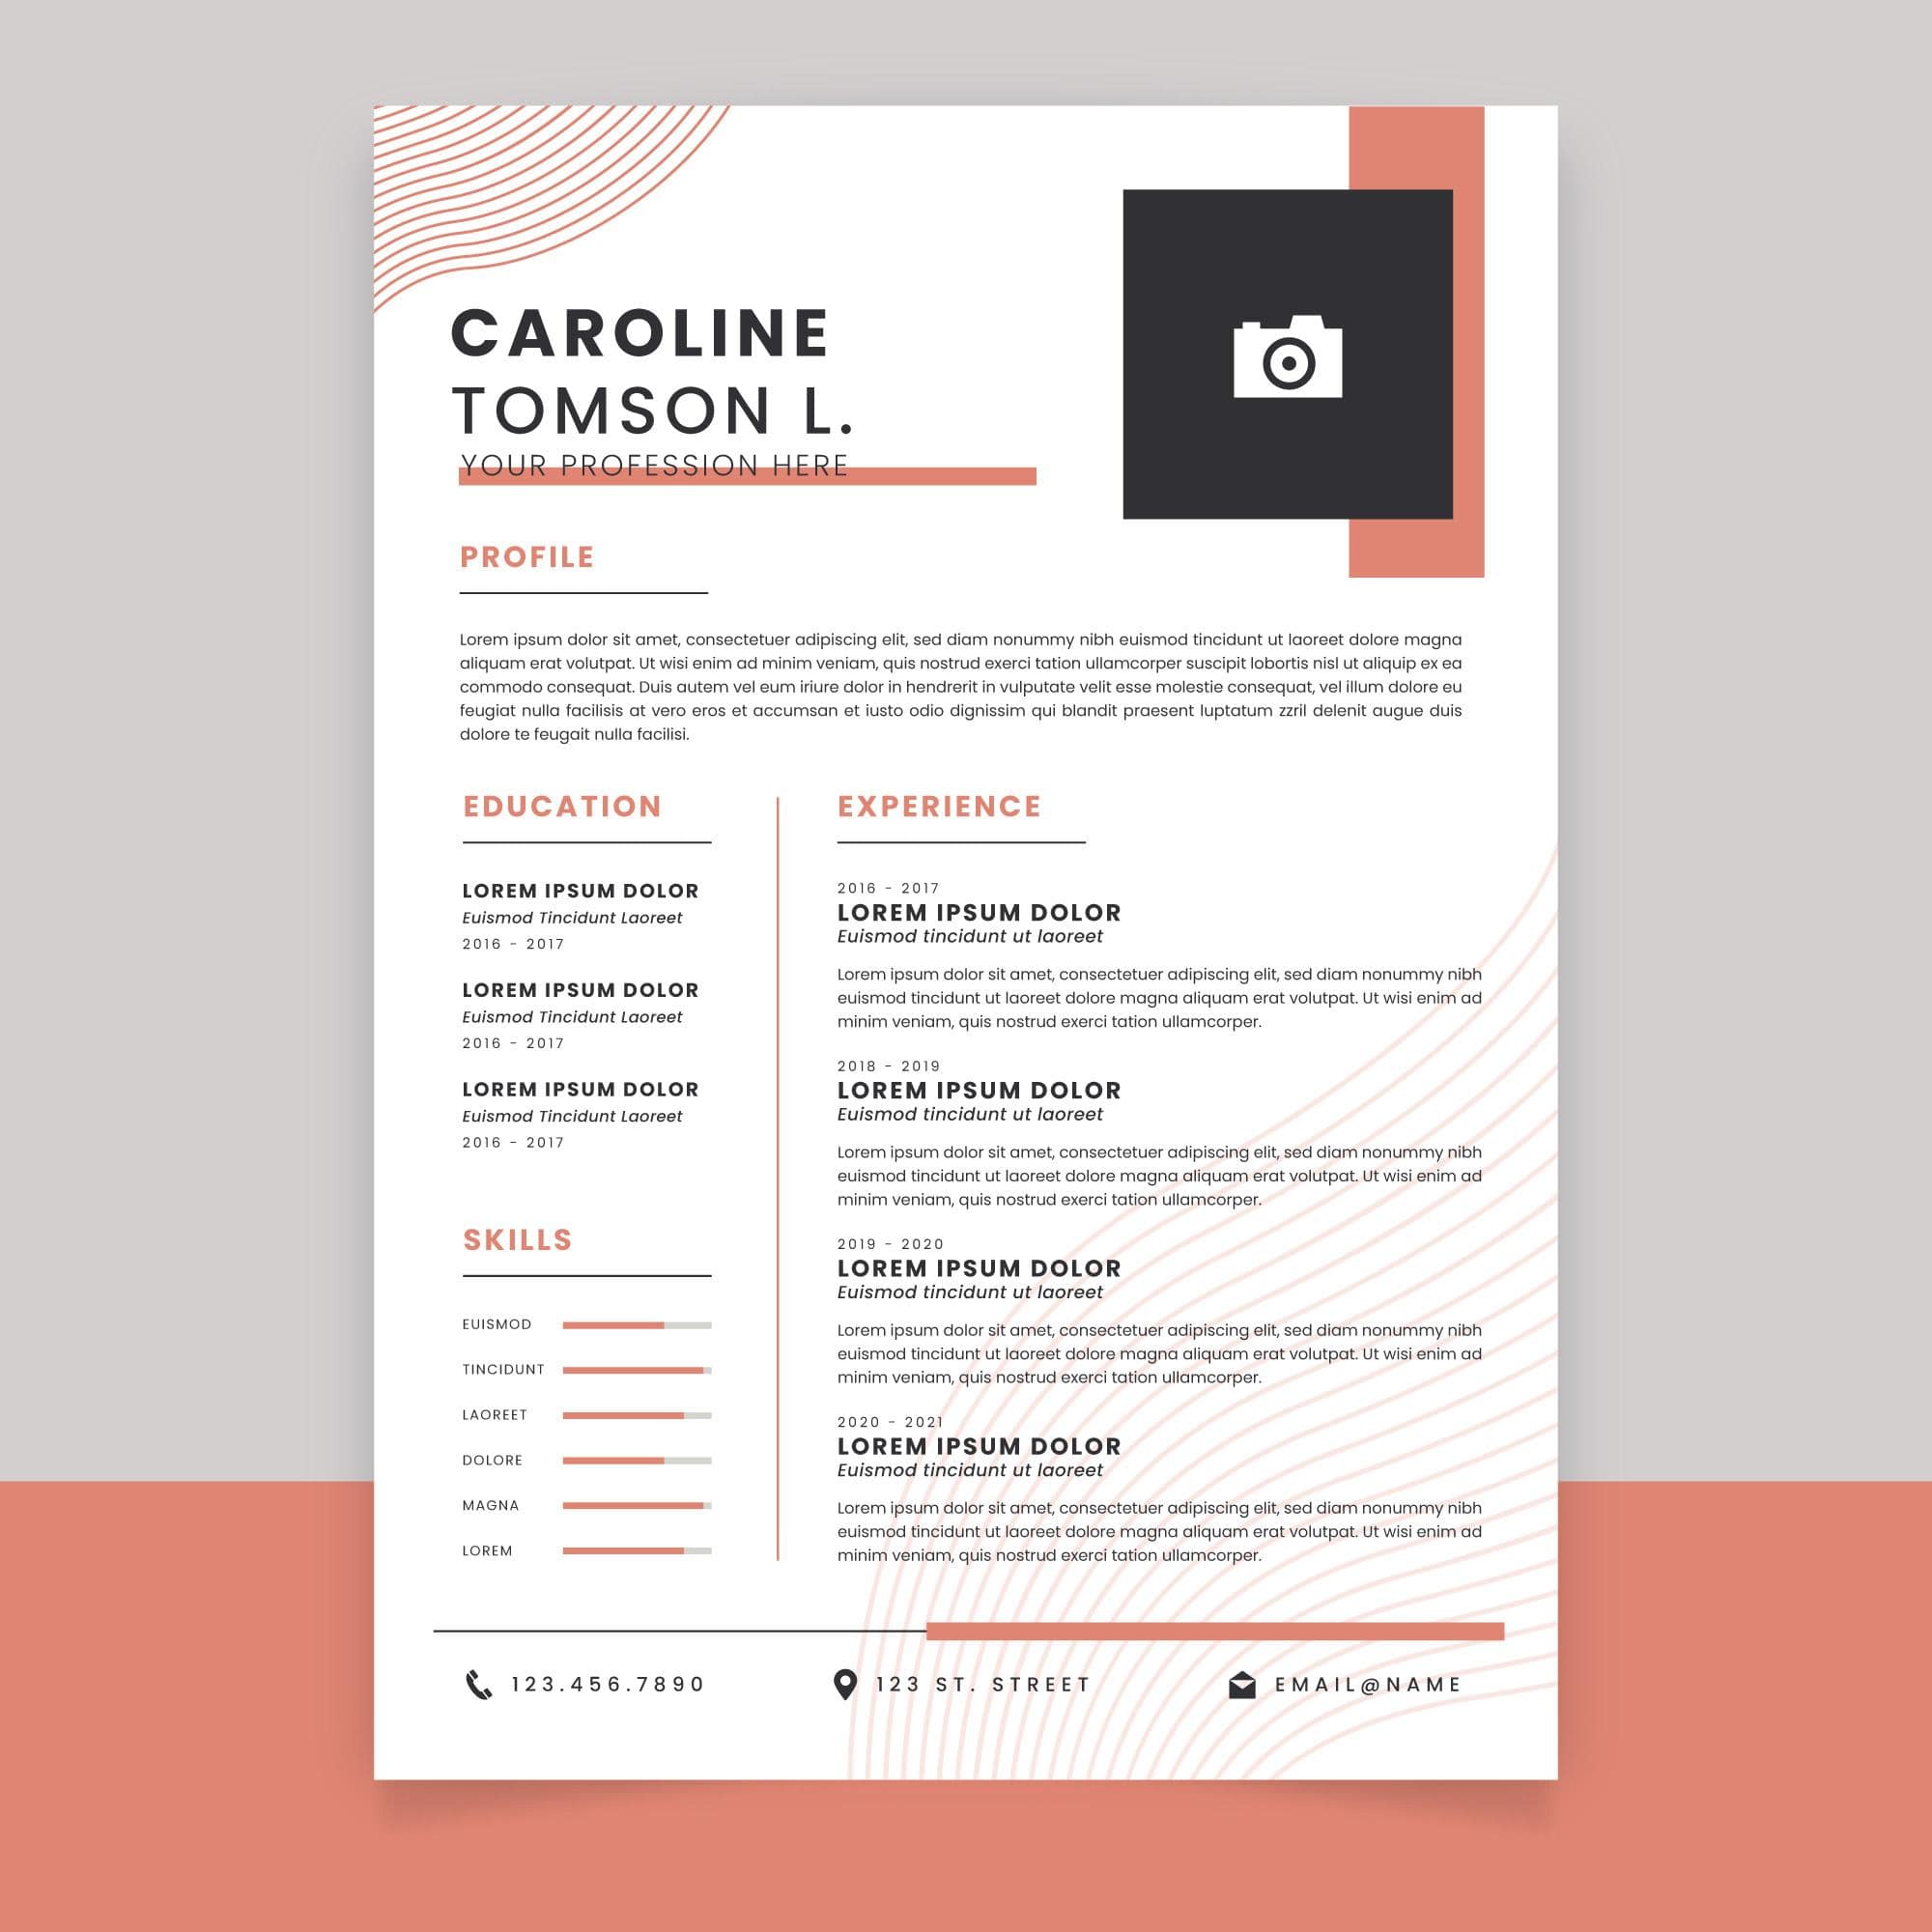 CAROLINE
TOMSON L.
YOUR PROFESSION HERE
PROFILE
Lorem ipsum dolor sit amet, consectetuer adipiscing elit, sed diam nonummy nibh euismod tincidunt ut laoreet dolore magna
aliquam erat volutpat. Ut wisi enim ad minim veniam, quis nostrud exerci tation ullamcorper suscipit lobortis nisl ut aliquip ex ea
commodo consequat. Duis autem vel eum iriure dolor in hendrerit in vulputate velit esse molestie consequat, vel illum dolore eu
feugiat nulla facilisis at vero eros et accumsan et iusto odio dignissim qui blandit praesent luptatum zzril delenit augue duis
dolore te feugait nulla facilisi.
EDUCATION
LOREM IPSUM DOLOR
Euismod Tincidunt Laoreet
2016 - 2017
LOREM IPSUM DOLOR
Euismod Tincidunt Laoreet
2016 - 2017
LOREM IPSUM DOLOR
Euismod Tincidunt Laoreet
2016 - 2017
SKILLS
EUISMOD
TINCIDUNT
LAOREET
DOLORE
MAGNA
LOREM
EXPERIENCE
2016 - 2017
LOREM IPSUM DOLOR
Euismod tincidunt ut laoreet
Lorem ipsum dolor sit amet, consectetuer adipiscing elit, sed diam nonummy nibh
euismod tincidunt ut laoreet dolore magna aliquam erat volutpat. Ut wisi enim ad
minim veniam, quis nostrud exerci tation ullamcorper.
2018 - 2019
LOREM IPSUM DOLOR
Euismod tincidunt ut laoreet
Lorem ipsum dolor sit amet, consectetuer adipiscing elit, sed diam nonummy nibh
euismod tincidunt ut laoreet dolore magna aliquam erat volutpat. Ut wisi enim ad
minim veniam, quis nostrud exerci tation ullamcorper.
2019 - 2020
LOREM IPSUM DOLOR
Euismod tincidunt ut laoreet
Lorem ipsum dolor sit amet, consectetuer adipiscing elit, sed diam nonummy nibh
euismod tincidunt ut laoreet dolore magna aliquam erat volutpat. Ut wisi enim ad
minim veniam, quis nostrud exerci tation ullamcorper.
2020 - 2021
LOREM IPSUM DOLOR
Euismod tincidunt ut laoreet
Lorem ipsum dolor sit amet, consectetuer adipiscing elit, sed diam nonummy nibh
euismod tincidunt ut laoreet dolore magna aliquam erat volutpat. Ut wisi enim ad
minim veniam, quis nostrud exerci tation ullamcorper.
123.456.7890
123 ST. STREET
EMAIL@NAME